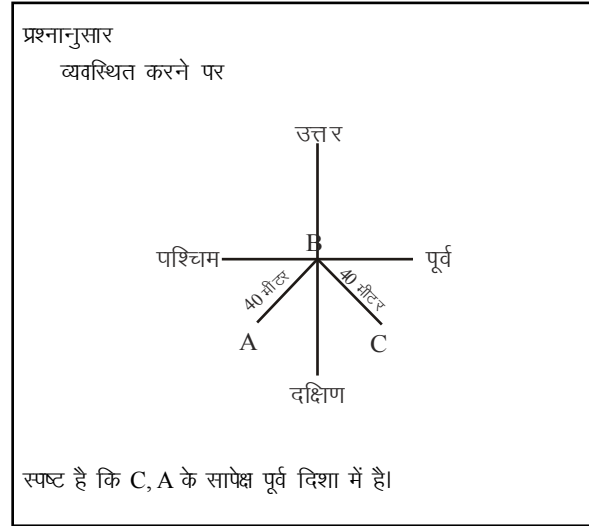 प्रश्नानुसार
व्यवस्थित करने पर
उत्तर
B
पश्चिम
पूर्व
40 मीटर
40 मीटर
A
C
दक्षिण
स्पष्ट है कि C, A के सापेक्ष पूर्व दिशा में है।